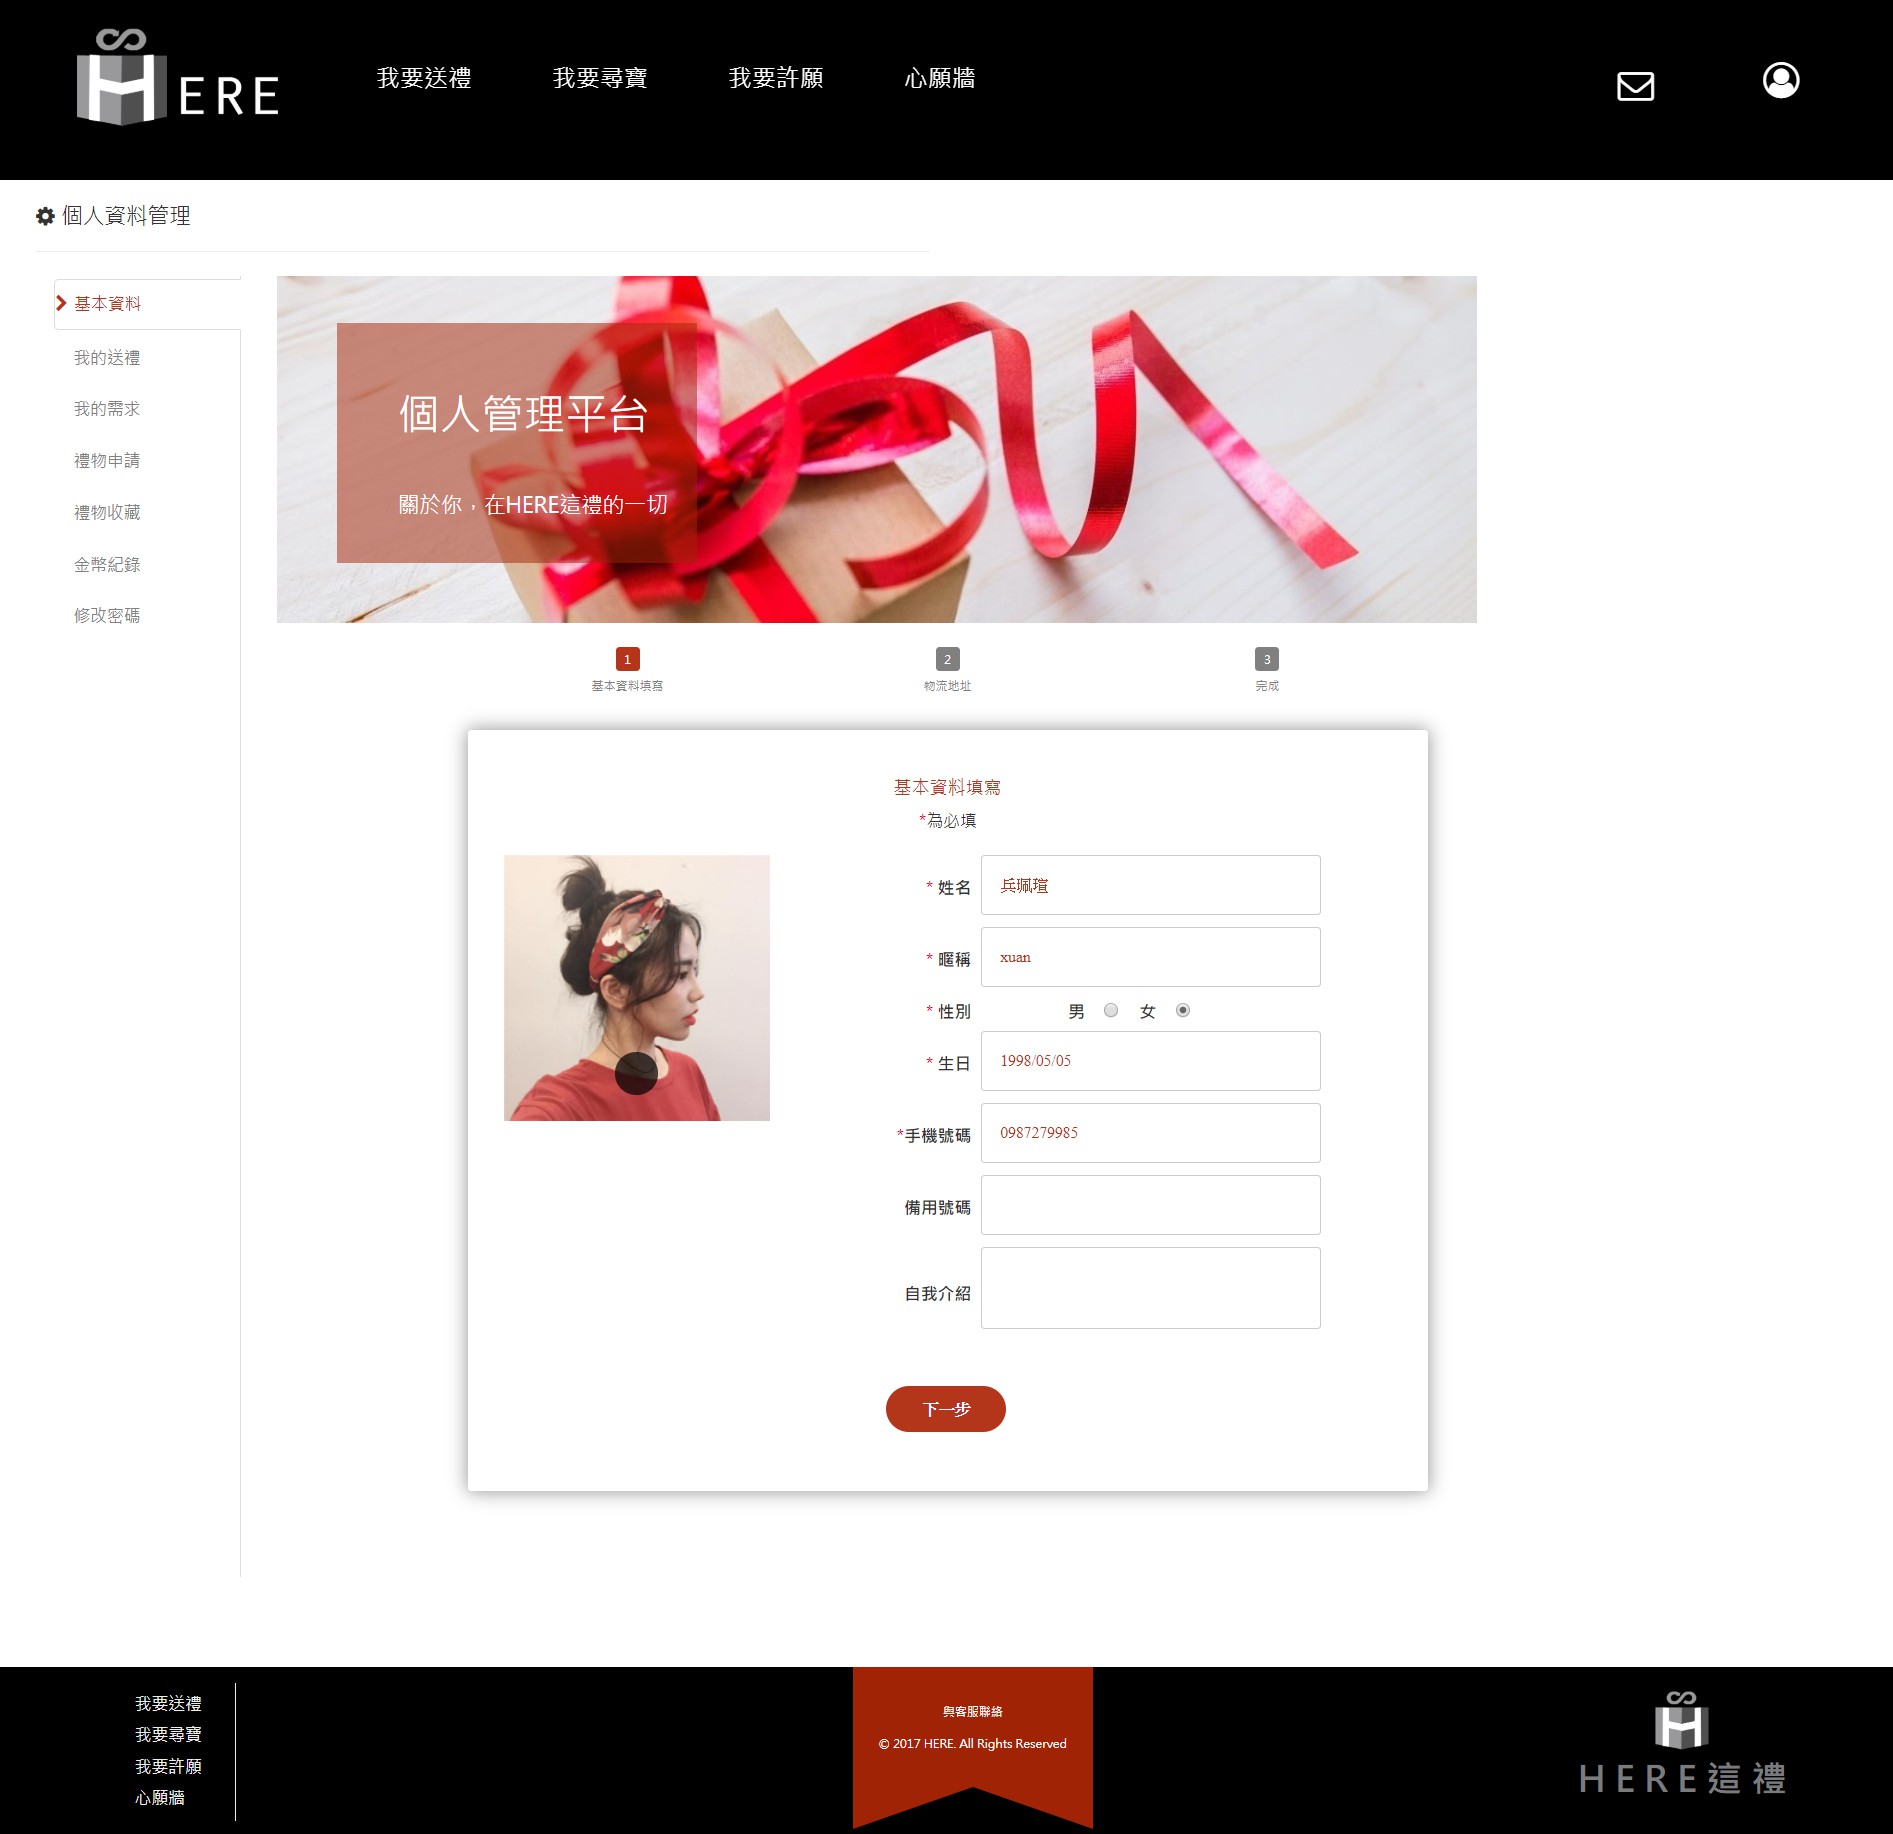 HERE
我要送禮
我要尋寶
我要許願
心願牆
個人資料管理
基本資料
我的送禮
我的需求
禮物申請
禮物收藏
金幣紀錄
修改密碼
個人管理平台
關於你，在HERE這禮的一切
1
基本資料填寫
2
物流地址
3
完成
基本資料填寫
*為必填
* 姓名 兵珮瑄
* 暱稱 xuan
* 性別 男 女
* 生日 1998/05/05
*手機號碼 0987279985
備用號碼
自我介紹
下一步
我要送禮
我要尋寶
我要許願
心願牆
與客服聯絡
© 2017 HERE. All Rights Reserved
H
HERE這禮